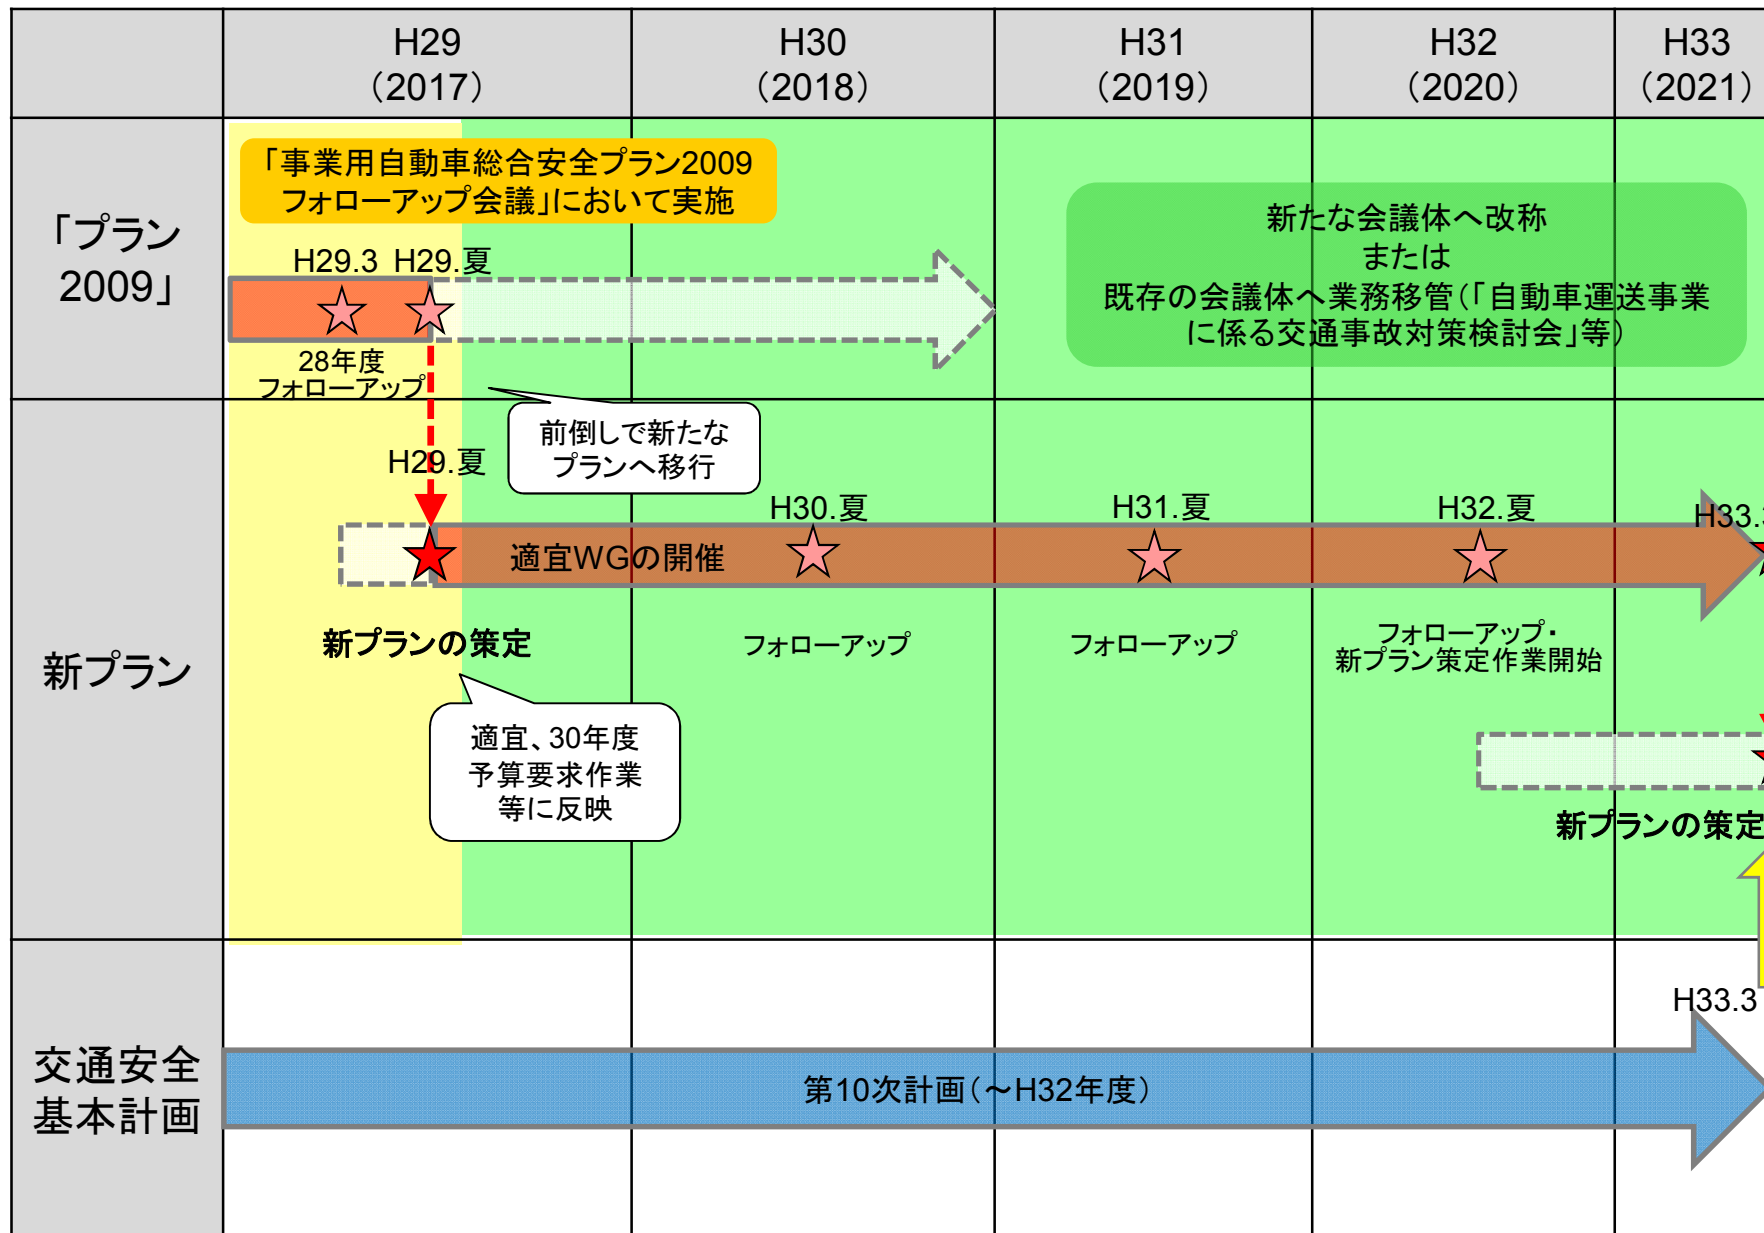 H29
（2017）
H30
（2018）
H31
（2019）
H32
（2020）
H33
（2021）
「プラン
2009」
「事業用自動車総合安全プラン2009
フォローアップ会議」において実施
H29.3
H29.夏
28年度
フォローアップ
新たな会議体へ改称
または
既存の会議体へ業務移管（「自動車運送事業
に係る交通事故対策検討会」等）
前倒しで新たな
プランへ移行
新プラン
H29.夏
H30.夏
H31.夏
H32.夏
H33.
適宜WGの開催
新プランの策定
フォローアップ
フォローアップ
フォローアップ・
新プラン策定作業開始
適宜、30年度
予算要求作業
等に反映
新プランの策定
交通安全
基本計画
H33.3
第10次計画（～H32年度）